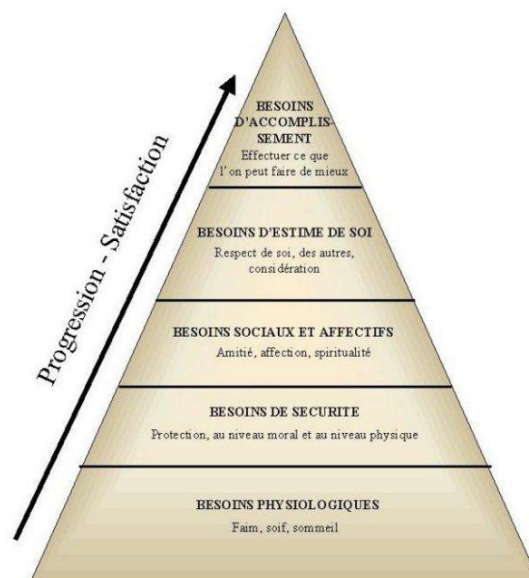 BESOINS
D'ACCOMPLIS-
SEMENT
Effectuer ce que
l'on peut faire de mieux
BESOINS D'ESTIME DE SOI
Respect de soi, des autres,
considération
BESOINS SOCIAUX ET AFFECTIFS
Amitié, affection, spiritualité
BESOINS DE SECURITE
Protection, au niveau moral et au niveau physique
BESOINS PHYSIOLOGIQUES
Faim, soif, sommeil
Progression - Satisfaction